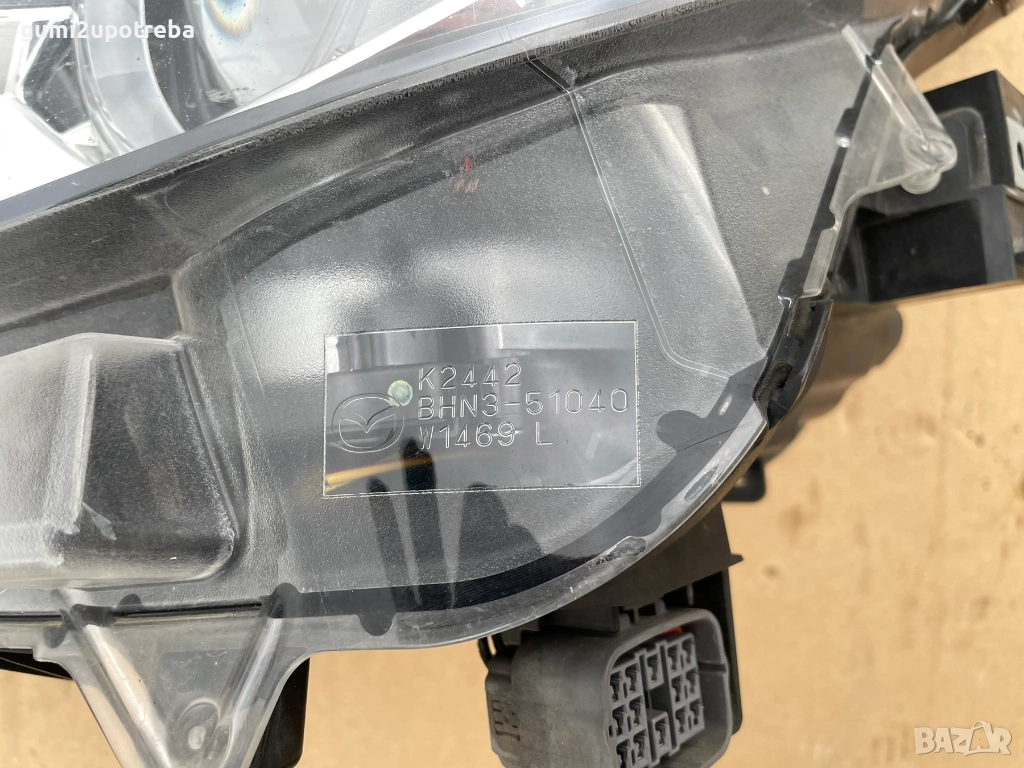 gumi2upotreba
K2442
BHN3-51040
W1469 L
BAZAR